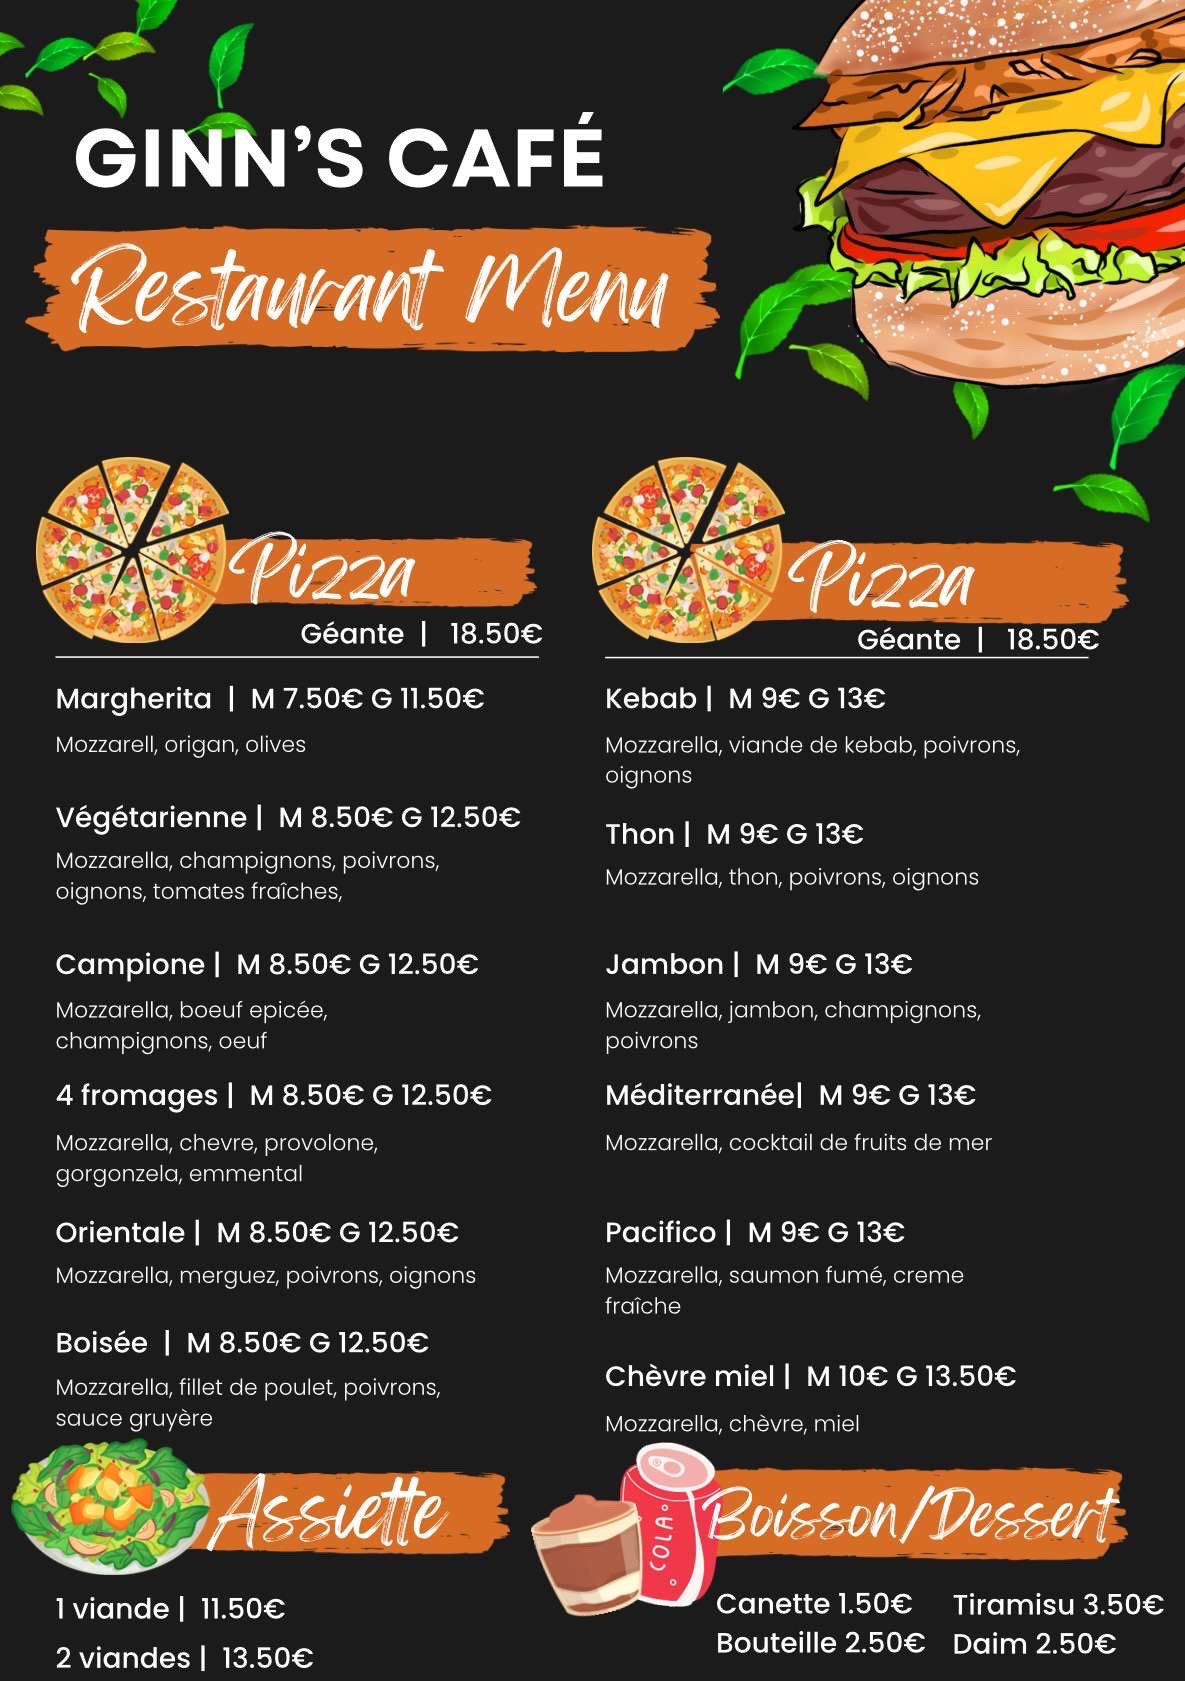 GINN'S CAFÉ
Restaurant Menu
Pizza
Géante | 18.50€
Margherita | M 7.50€ G 11.50€
Mozzarell, origan, olives
Végétarienne | M 8.50€ G 12.50€
Mozzarella, champignons, poivrons,
oignons, tomates fraîches,
Campione | M 8.50€ G 12.50€
Mozzarella, boeuf epicée,
champignons, oeuf
4 fromages | M 8.50€ G 12.50€
Mozzarella, chevre, provolone,
gorgonzela, emmental
Orientale | M 8.50€ G 12.50€
Mozzarella, merguez, poivrons, oignons
Boisée | M 8.50€ G 12.50€
Mozzarella, fillet de poulet, poivrons,
sauce gruyère
Pizza
Géante | 18.50€
Kebab | M 9€ G 13€
Mozzarella, viande de kebab, poivrons,
oignons
Thon | M 9€ G 13€
Mozzarella, thon, poivrons, oignons
Jambon | M 9€ G 13€
Mozzarella, jambon, champignons,
poivrons
Méditerranée| M 9€ G 13€
Mozzarella, cocktail de fruits de mer
Pacifico | M 9€ G 13€
Mozzarella, saumon fumé, creme
fraîche
Chèvre miel | M 10€ G 13.50€
Mozzarella, chèvre, miel
Assiette
1 viande | 11.50€
2 viandes | 13.50€
COLA
Boisson/Dessert
Canette 1.50€
Bouteille 2.50€
Tiramisu 3.50€
Daim 2.50€